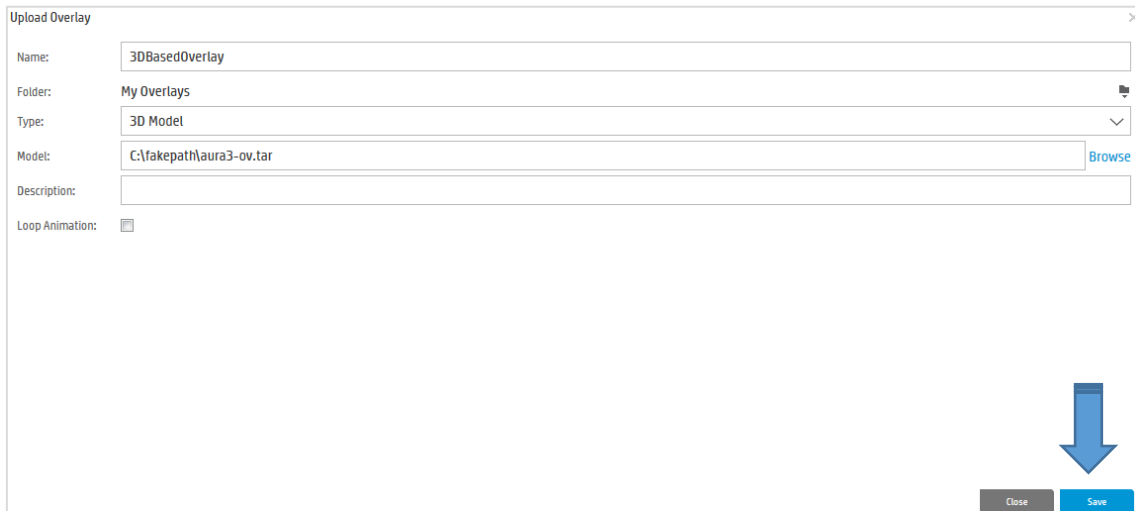 Upload Overlay
Name: 3DBasedOverlay
Folder: My Overlays
Type: 3D Model
Model: C:\fakepath\aura3-ov.tar Browse
Description:
Loop Animation:
Close Save